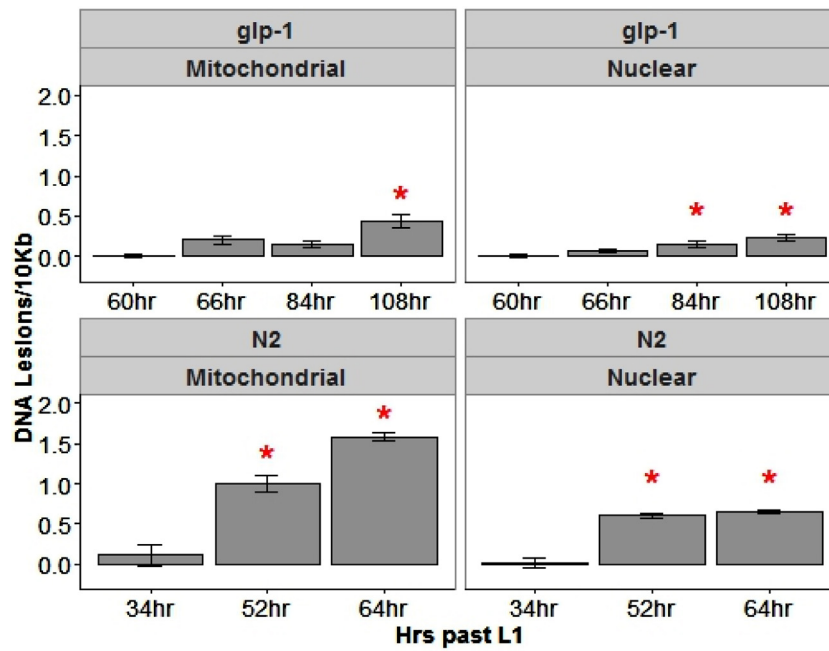 glp-1
glp-1
Mitochondrial
Nuclear
2.0
1.5
1.0
0.5
0.0
*
*
*
60hr 66hr 84hr 108hr
60hr 66hr 84hr 108hr
N2
N2
Mitochondrial
Nuclear
2.0
1.5
1.0
0.5
0.0
*
*
*
*
34hr 52hr 64hr
34hr 52hr 64hr
DNA Lesions/10Kb
Hrs past L1